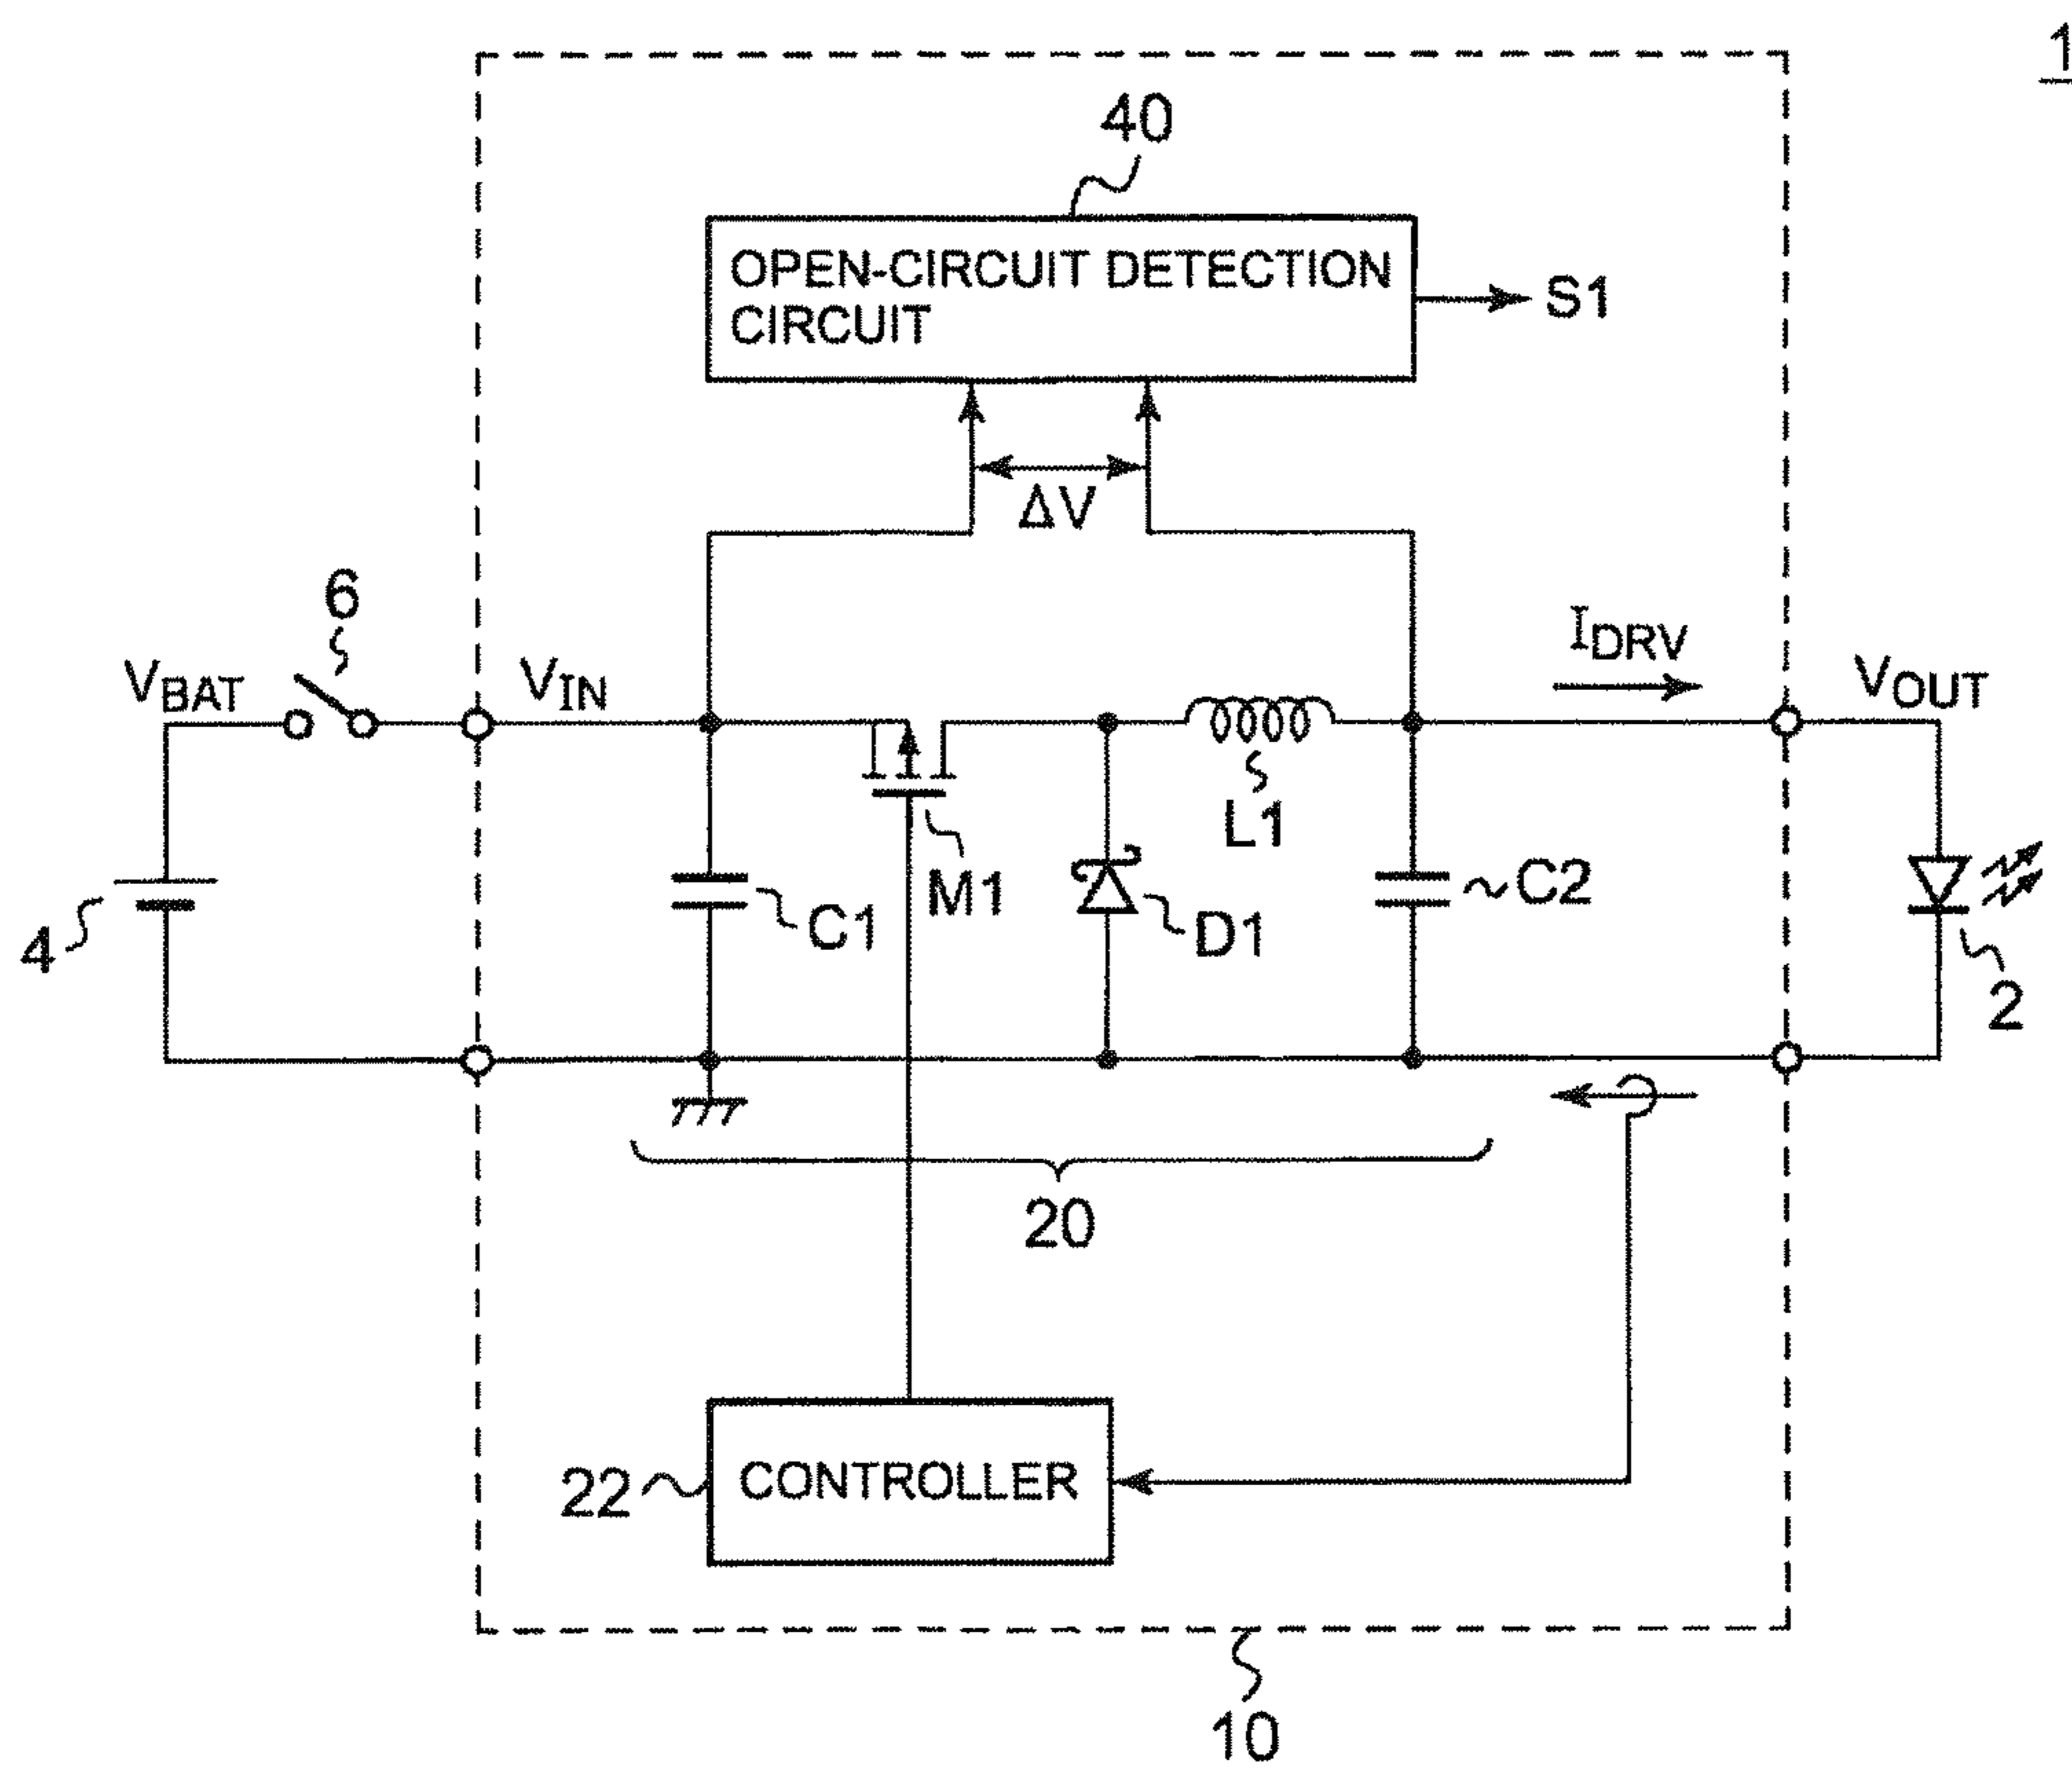 1
40
OPEN-CIRCUIT DETECTION
CIRCUIT
S1
ΔV
6
VBAT
VIN
IDRV
VOUT
L1
M1
C1
D1
C2
4
2
20
22
CONTROLLER
10